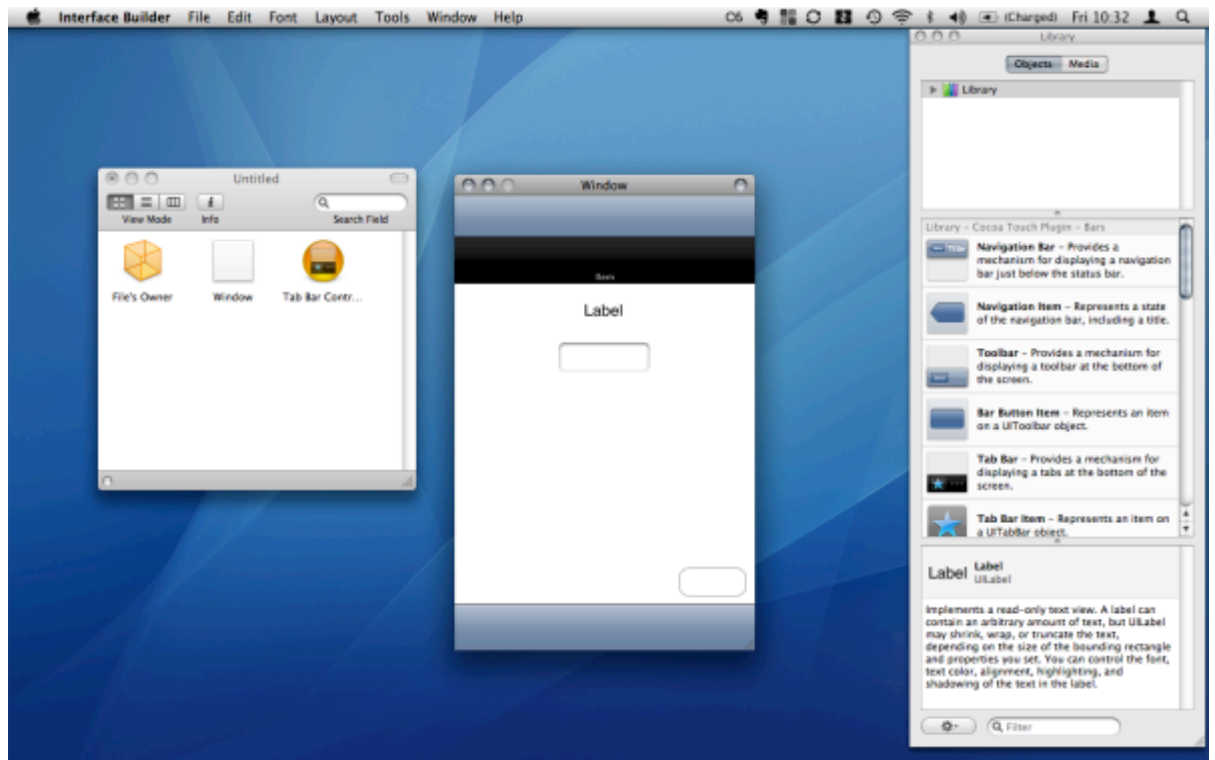 Interface Builder File Edit Font Layout Tools Window Help (Charged) Fri 10:32
Untitled
View Mode Info Search Field
File's Owner Window Tab Bar Contr...
Window
Label
Library
Objects Media
Library
Library – Cocoa Touch Plugin – Bars
Navigation Bar – Provides a
mechanism for displaying a navigation
bar just below the status bar.
Navigation Item – Represents a state
of the navigation bar, including a title.
Toolbar – Provides a mechanism for
displaying a toolbar at the bottom of
the screen.
Bar Button Item – Represents an item
on a UIToolbar object.
Tab Bar – Provides a mechanism for
displaying a tabs at the bottom of the
screen.
Tab Bar Item – Represents an item on
a UITabBar object.
Label Label
UILabel
Implements a read-only text view. A label can
contain an arbitrary amount of text, but UILabel
may shrink, wrap, or truncate the text,
depending on the size of the bounding rectangle
and properties you set. You can control the font,
text color, alignment, highlighting, and
shadowing of the text in the label.
Filter